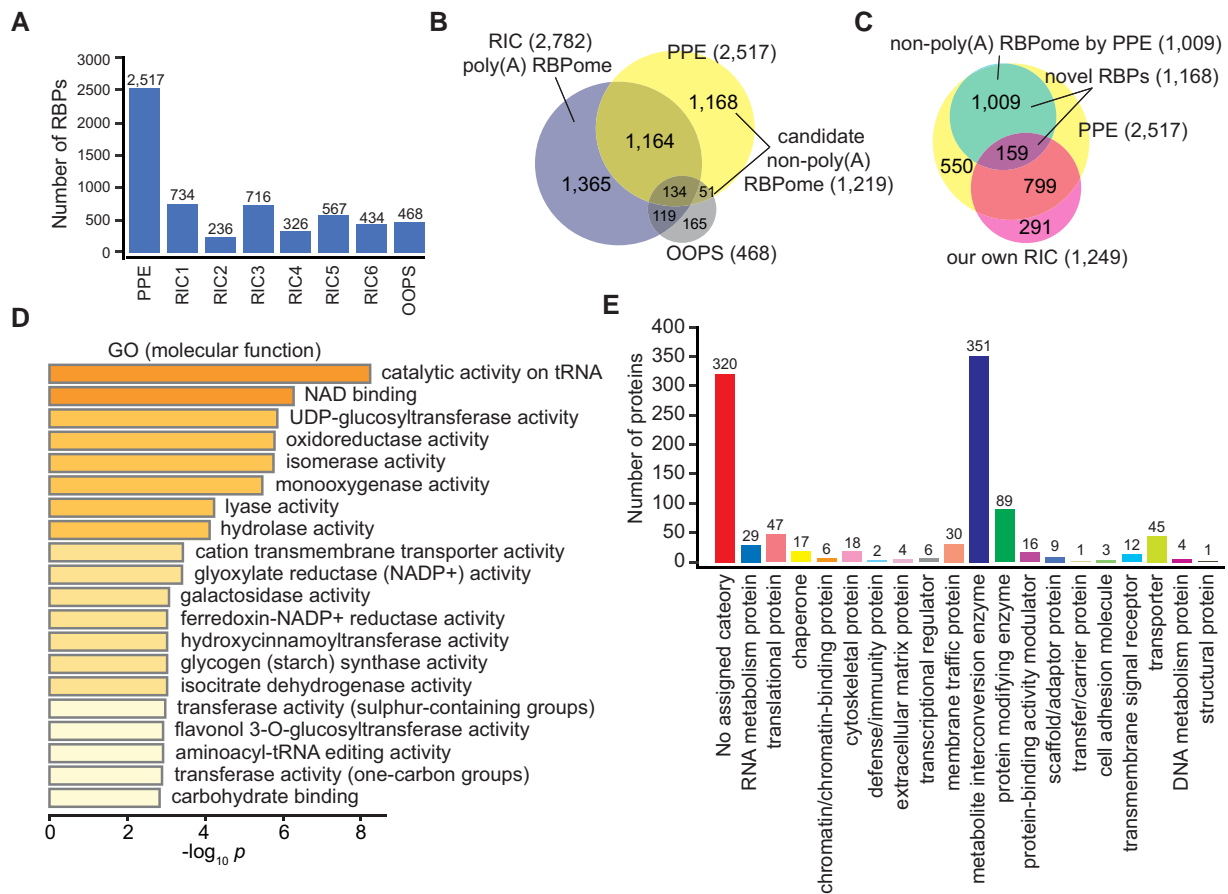 A
Number of RBPs
3000
2500
2000
1500
1000
500
0
2,517
734
236
716
326
567
434
468
PPE
RIC1
RIC2
RIC3
RIC4
RIC5
RIC6
OOPS
B
RIC (2,782)
poly(A) RBPome
PPE (2,517)
1,168
1,164
candidate
non-poly(A)
RBPome (1,219)
1,365
134
51
119
165
OOPS (468)
C
non-poly(A) RBPome by PPE (1,009)
novel RBPs (1,168)
1,009
PPE (2,517)
159
550
799
291
our own RIC (1,249)
D
GO (molecular function)
catalytic activity on tRNA
NAD binding
UDP-glucosyltransferase activity
oxidoreductase activity
isomerase activity
monooxygenase activity
lyase activity
hydrolase activity
cation transmembrane transporter activity
glyoxylate reductase (NADP+) activity
galactosidase activity
ferredoxin-NADP+ reductase activity
hydroxycinnamoyltransferase activity
glycogen (starch) synthase activity
isocitrate dehydrogenase activity
transferase activity (sulphur-containing groups)
flavonol 3-O-glucosyltransferase activity
aminoacyl-tRNA editing activity
transferase activity (one-carbon groups)
carbohydrate binding
0 2 4 6 8
-log10 p
E
Number of proteins
400
350
300
250
200
150
100
50
0
320
29
47
17
6
18
2
4
6
30
351
89
16
9
1
3
12
45
4
1
No assigned cateory
RNA metabolism protein
translational protein
chaperone
chromatin/chromatin-binding protein
cytoskeletal protein
defense/immunity protein
extracellular matrix protein
transcriptional regulator
membrane traffic protein
metabolite interconversion enzyme
protein modifying enzyme
protein-binding activity modulator
scaffold/adaptor protein
transfer/carrier protein
cell adhesion molecule
transmembrane signal receptor
transporter
DNA metabolism protein
structural protein